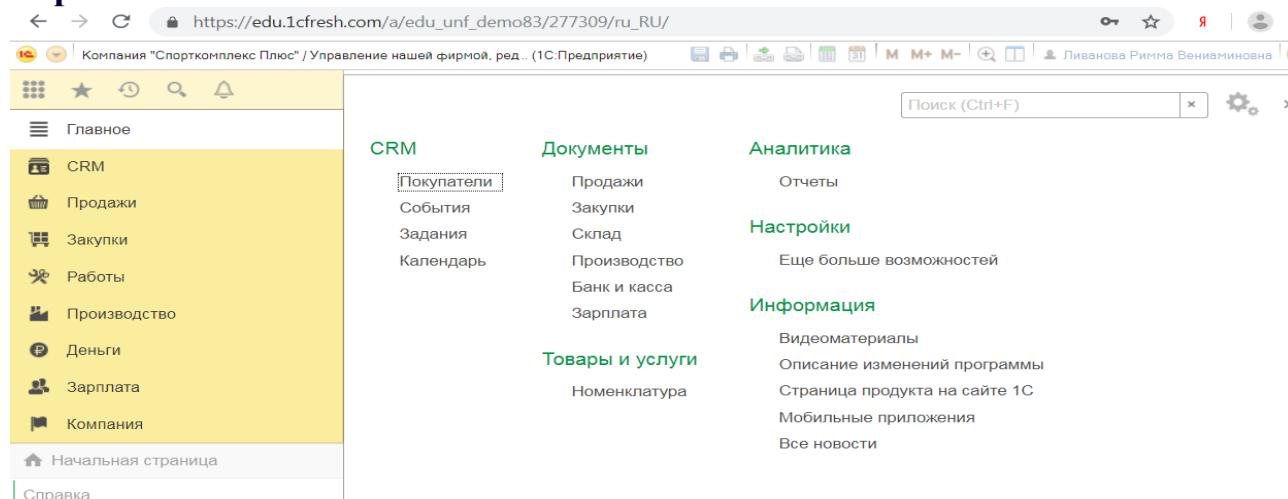 https://edu.1cfresh.com/a/edu_unf_demo83/277309/ru_RU/
Я
1С Компания "Спорткомплекс Плюс" / Управление нашей фирмой, ред.. (1С:Предприятие) 31 M M+ M- Ливанова Римма Вениаминовна
Поиск (Ctrl+F) ×
Главное
CRM
Продажи
Закупки
Работы
Производство
Деньги
Зарплата
Компания
Начальная страница
Справка
CRM
Покупатели
События
Задания
Календарь
Документы
Продажи
Закупки
Склад
Производство
Банк и касса
Зарплата
Товары и услуги
Номенклатура
Аналитика
Отчеты
Настройки
Еще больше возможностей
Информация
Видеоматериалы
Описание изменений программы
Страница продукта на сайте 1С
Мобильные приложения
Все новости